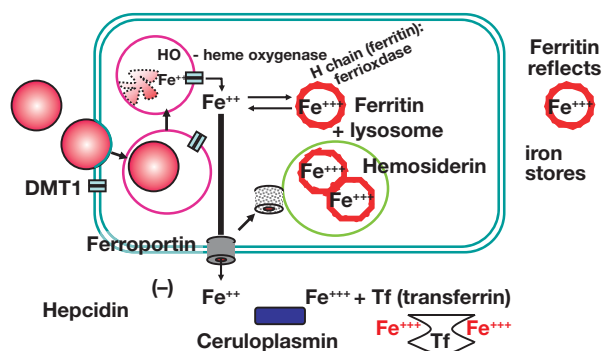 HO - heme oxygenase
H chain (ferritin):
ferrioxdase
Ferritin
reflects
Fe++
Fe++
Fe+++
Ferritin
+ lysosome
Fe+++
iron
stores
Hemosiderin
Fe+++
Fe+++
DMT1
Ferroportin
(–)
Hepcidin
Fe++
Fe+++ + Tf (transferrin)
Ceruloplasmin
Fe+++
Tf
Fe+++